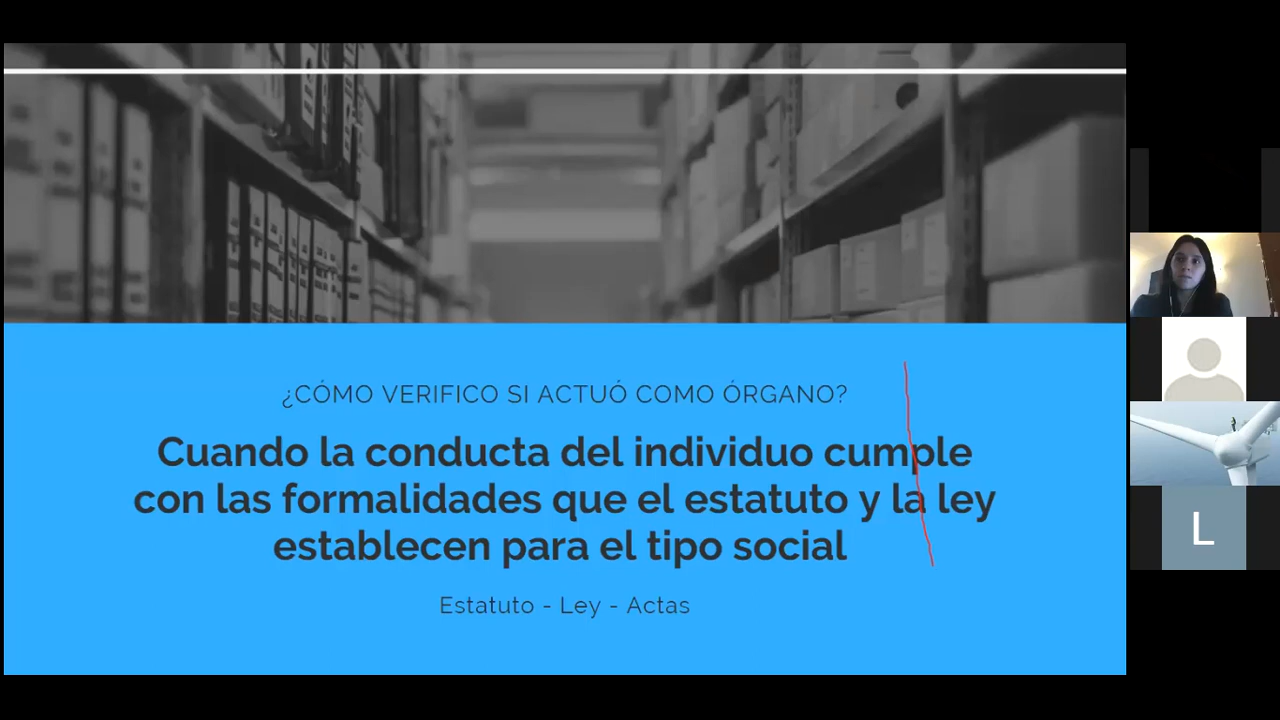 ¿CÓMO VERIFICO SI ACTUÓ COMO ÓRGANO?
Cuando la conducta del individuo cumple
con las formalidades que el estatuto y la ley
establecen para el tipo social
Estatuto - Ley - Actas
L